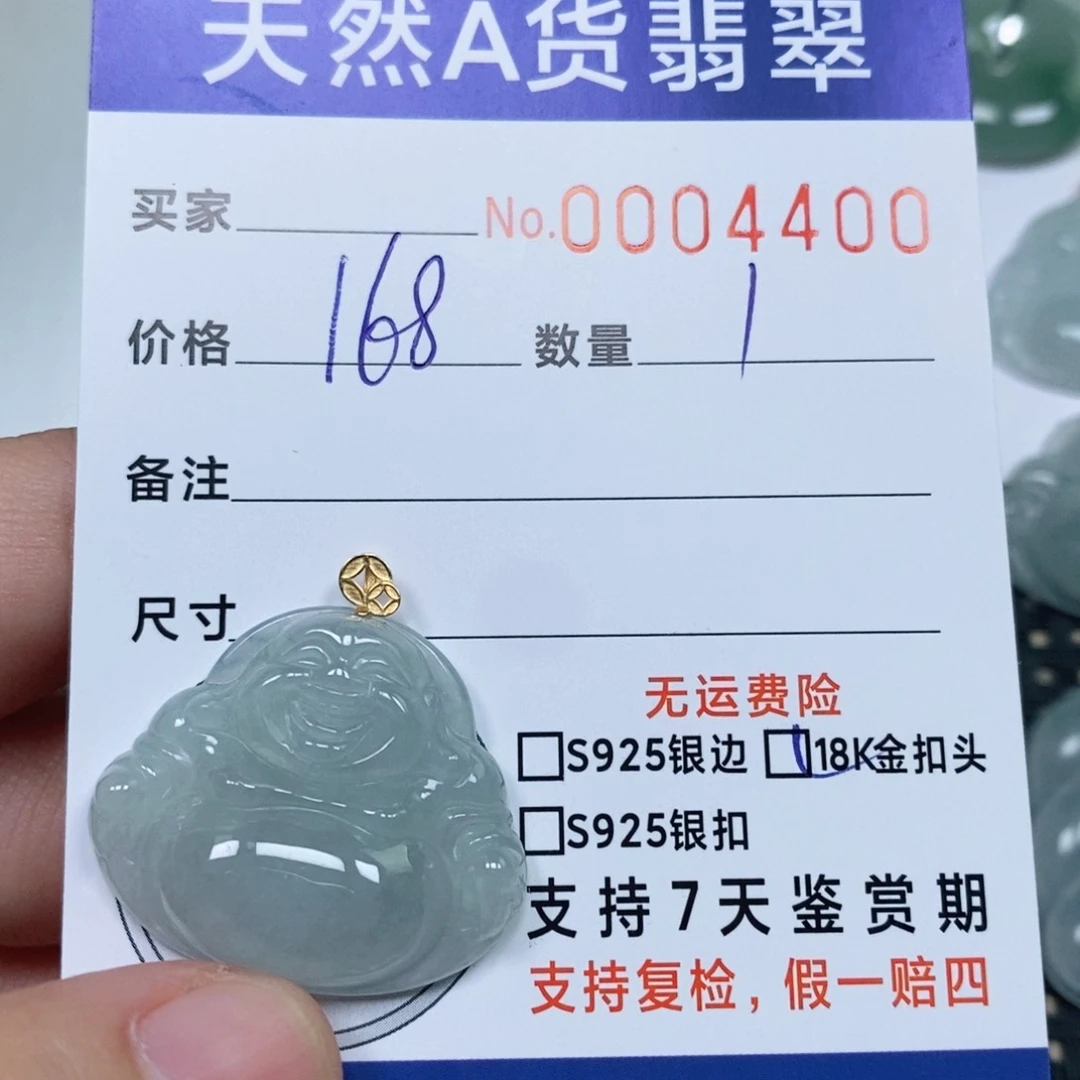 天然A货翡翠
买家 No.0004400
价格 168 数量 1
备注
尺寸
无运费险
S925银边 18K金扣头
S925银扣
支持7天鉴赏期
支持复检，假一赔四